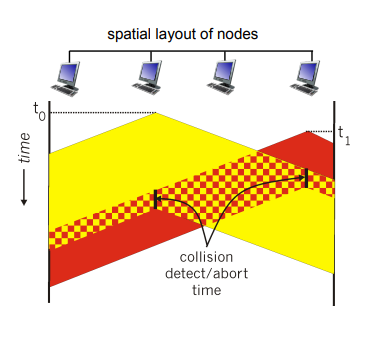 spatial layout of nodes
t0
t1
time
collision
detect/abort
time